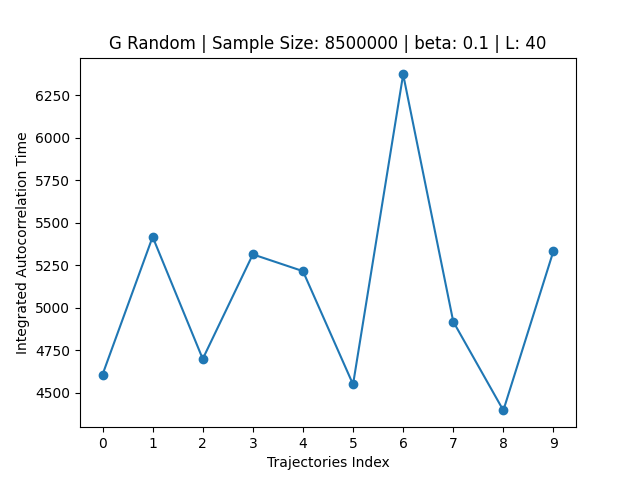 G Random | Sample Size: 8500000 | beta: 0.1 | L: 40
Integrated Autocorrelation Time
6250
6000
5750
5500
5250
5000
4750
4500
0 1 2 3 4 5 6 7 8 9
Trajectories Index